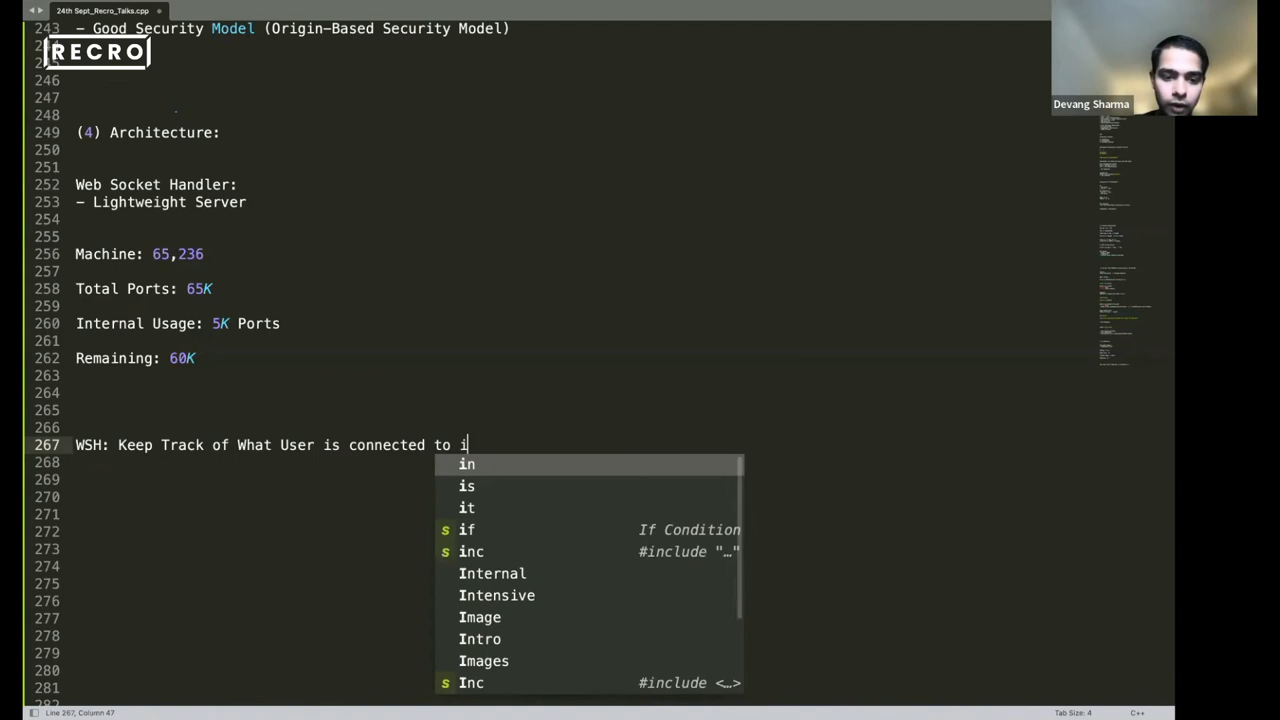 24th Sept_Recro_Talks.cpp
243 - Good Security Model (Origin-Based Security Model)
RECRO
Devang Sharma
246
247
248
249 (4) Architecture:
250
251
252 Web Socket Handler:
253 - Lightweight Server
254
255
256 Machine: 65,236
257
258 Total Ports: 65K
259
260 Internal Usage: 5K Ports
261
262 Remaining: 60K
263
264
265
266
267 WSH: Keep Track of What User is connected to i
268 in
269 is
270 it
271
272 if If Condition
s
273 inc #include "…"
s
274 Internal
275 Intensive
276 Image
277
278 Intro
279 Images
280
281 s Inc #include <…>
Line 267, Column 47
Tab Size: 4
C++